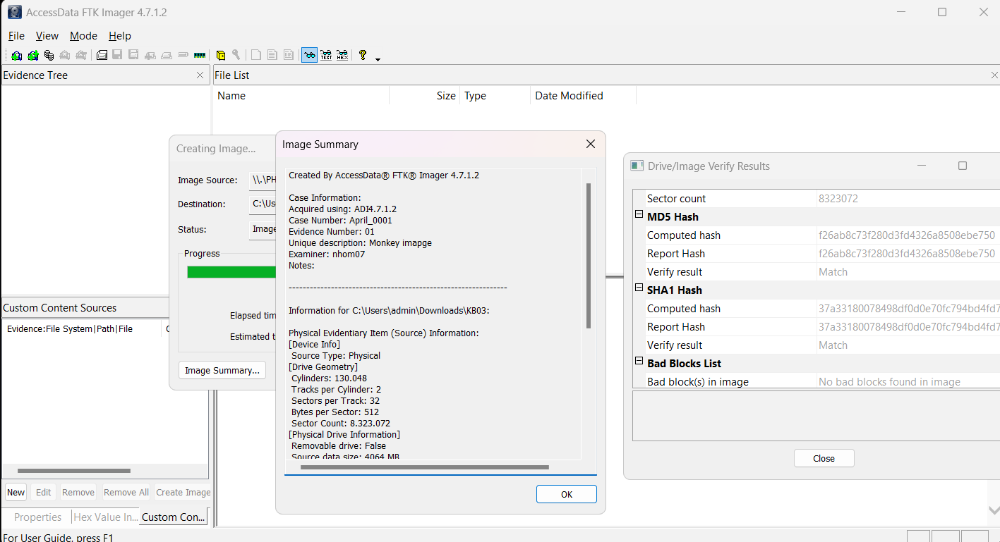 AccessData FTK Imager 4.7.1.2
File View Mode Help
TEXT HEX
Evidence Tree
File List
Name Size Type Date Modified
Creating Image...
Image Source: \\.\PH
Destination: C:\Us
Status: Image
Progress
Elapsed tim
Estimated t
Image Summary...
Image Summary
Created By AccessData® FTK® Imager 4.7.1.2
Case Information:
Acquired using: ADI4.7.1.2
Case Number: April_0001
Evidence Number: 01
Unique description: Monkey imapge
Examiner: nhom07
Notes:
--------------------------------------------------------------
Information for C:\Users\admin\Downloads\KB03:
Physical Evidentiary Item (Source) Information:
[Device Info]
Source Type: Physical
[Drive Geometry]
Cylinders: 130.048
Tracks per Cylinder: 2
Sectors per Track: 32
Bytes per Sector: 512
Sector Count: 8.323.072
[Physical Drive Information]
Removable drive: False
Source data size: 4064 MB
OK
Drive/Image Verify Results
Sector count 8323072
MD5 Hash
Computed hash f26ab8c73f280d3fd4326a8508ebe750
Report Hash f26ab8c73f280d3fd4326a8508ebe750
Verify result Match
SHA1 Hash
Computed hash 37a33180078498df0d0e70fc794bd4fd7
Report Hash 37a33180078498df0d0e70fc794bd4fd7
Verify result Match
Bad Blocks List
Bad block(s) in image No bad blocks found in image
Close
Custom Content Sources
Evidence:File System|Path|File
New Edit Remove Remove All Create Image
Properties Hex Value In... Custom Con...
For User Guide, press F1